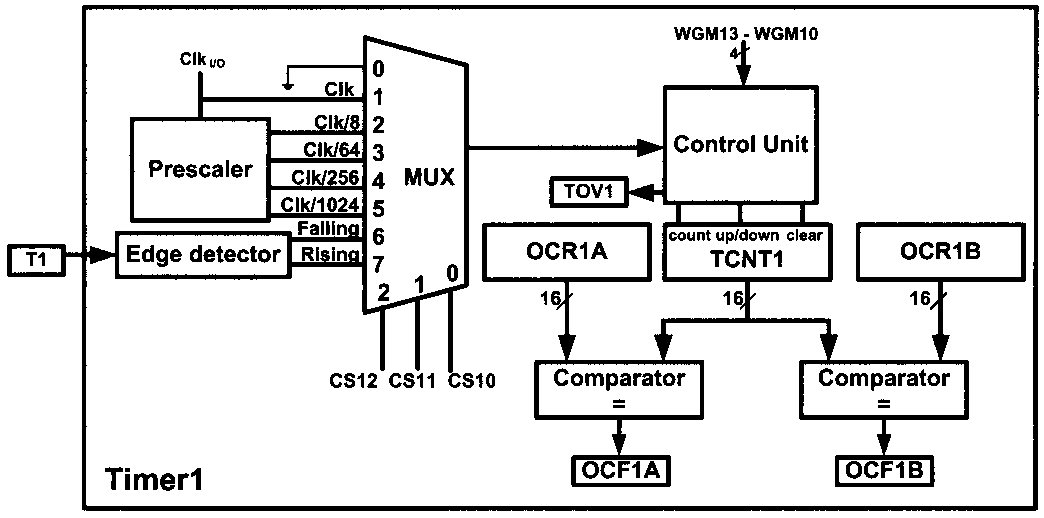 WGM13 - WGM10
4
Clk I/O
0
Clk 1
Clk/8 2
Clk/64 3
Clk/256 4
Clk/1024 5
Falling 6
Rising 7
Prescaler
MUX
Control Unit
TOV1
T1
Edge detector
2 1 0
CS12 CS11 CS10
OCR1A
count up/down clear
TCNT1
OCR1B
16 16 16
Comparator
=
Comparator
=
OCF1A
OCF1B
Timer1